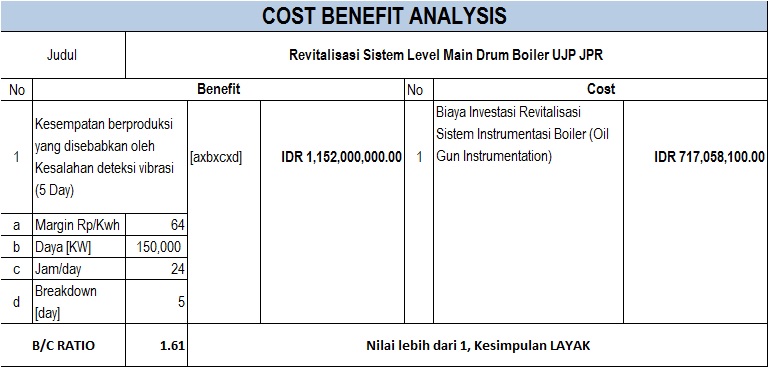 COST BENEFIT ANALYSIS
Judul
Revitalisasi Sistem Level Main Drum Boiler UJP JPR
No
Benefit
No
Cost
1
Kesempatan berproduksi
yang disebabkan oleh
Kesalahan deteksi vibrasi
(5 Day)
[axbxcxd]
IDR 1,152,000,000.00
1
Biaya Investasi Revitalisasi
Sistem Instrumentasi Boiler (Oil
Gun Instrumentation)
IDR 717,058,100.00
a
Margin Rp/Kwh
64
b
Daya [KW]
150,000
c
Jam/day
24
d
Breakdown
[day]
5
B/C RATIO
1.61
Nilai lebih dari 1, Kesimpulan LAYAK